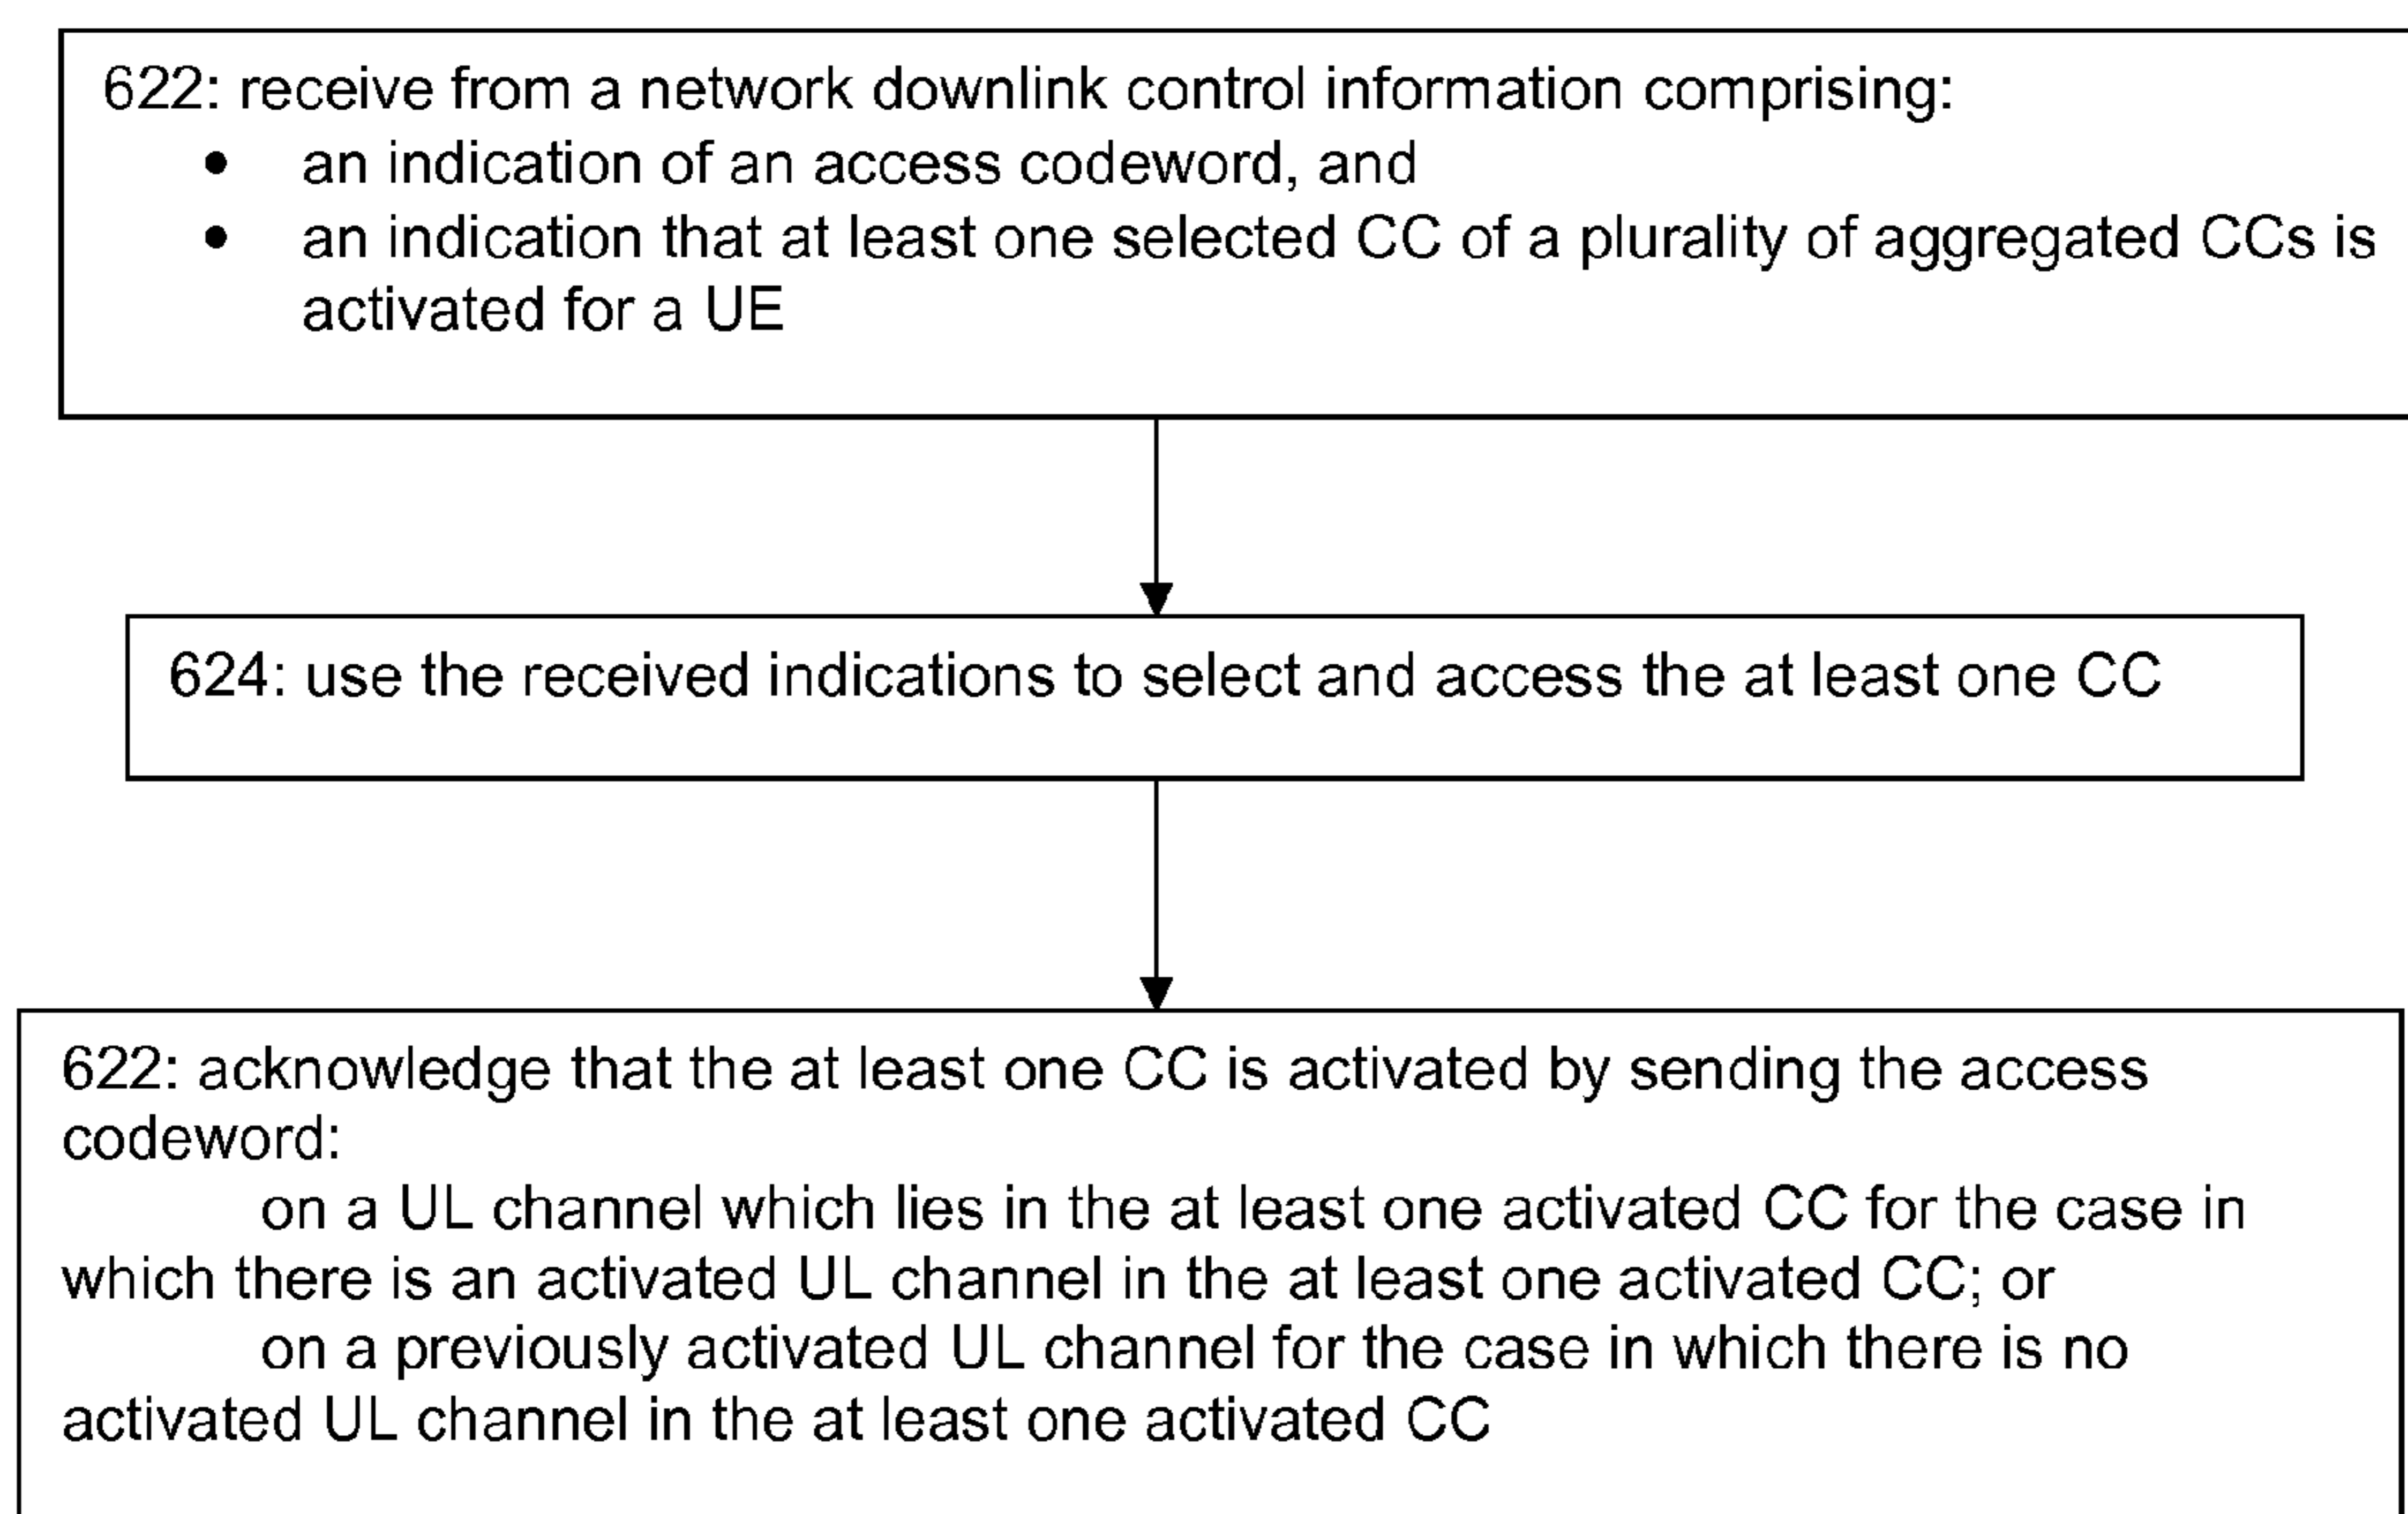 622: receive from a network downlink control information comprising:
• an indication of an access codeword, and
• an indication that at least one selected CC of a plurality of aggregated CCs is
activated for a UE
624: use the received indications to select and access the at least one CC
622: acknowledge that the at least one CC is activated by sending the access
codeword:
on a UL channel which lies in the at least one activated CC for the case in
which there is an activated UL channel in the at least one activated CC; or
on a previously activated UL channel for the case in which there is no
activated UL channel in the at least one activated CC